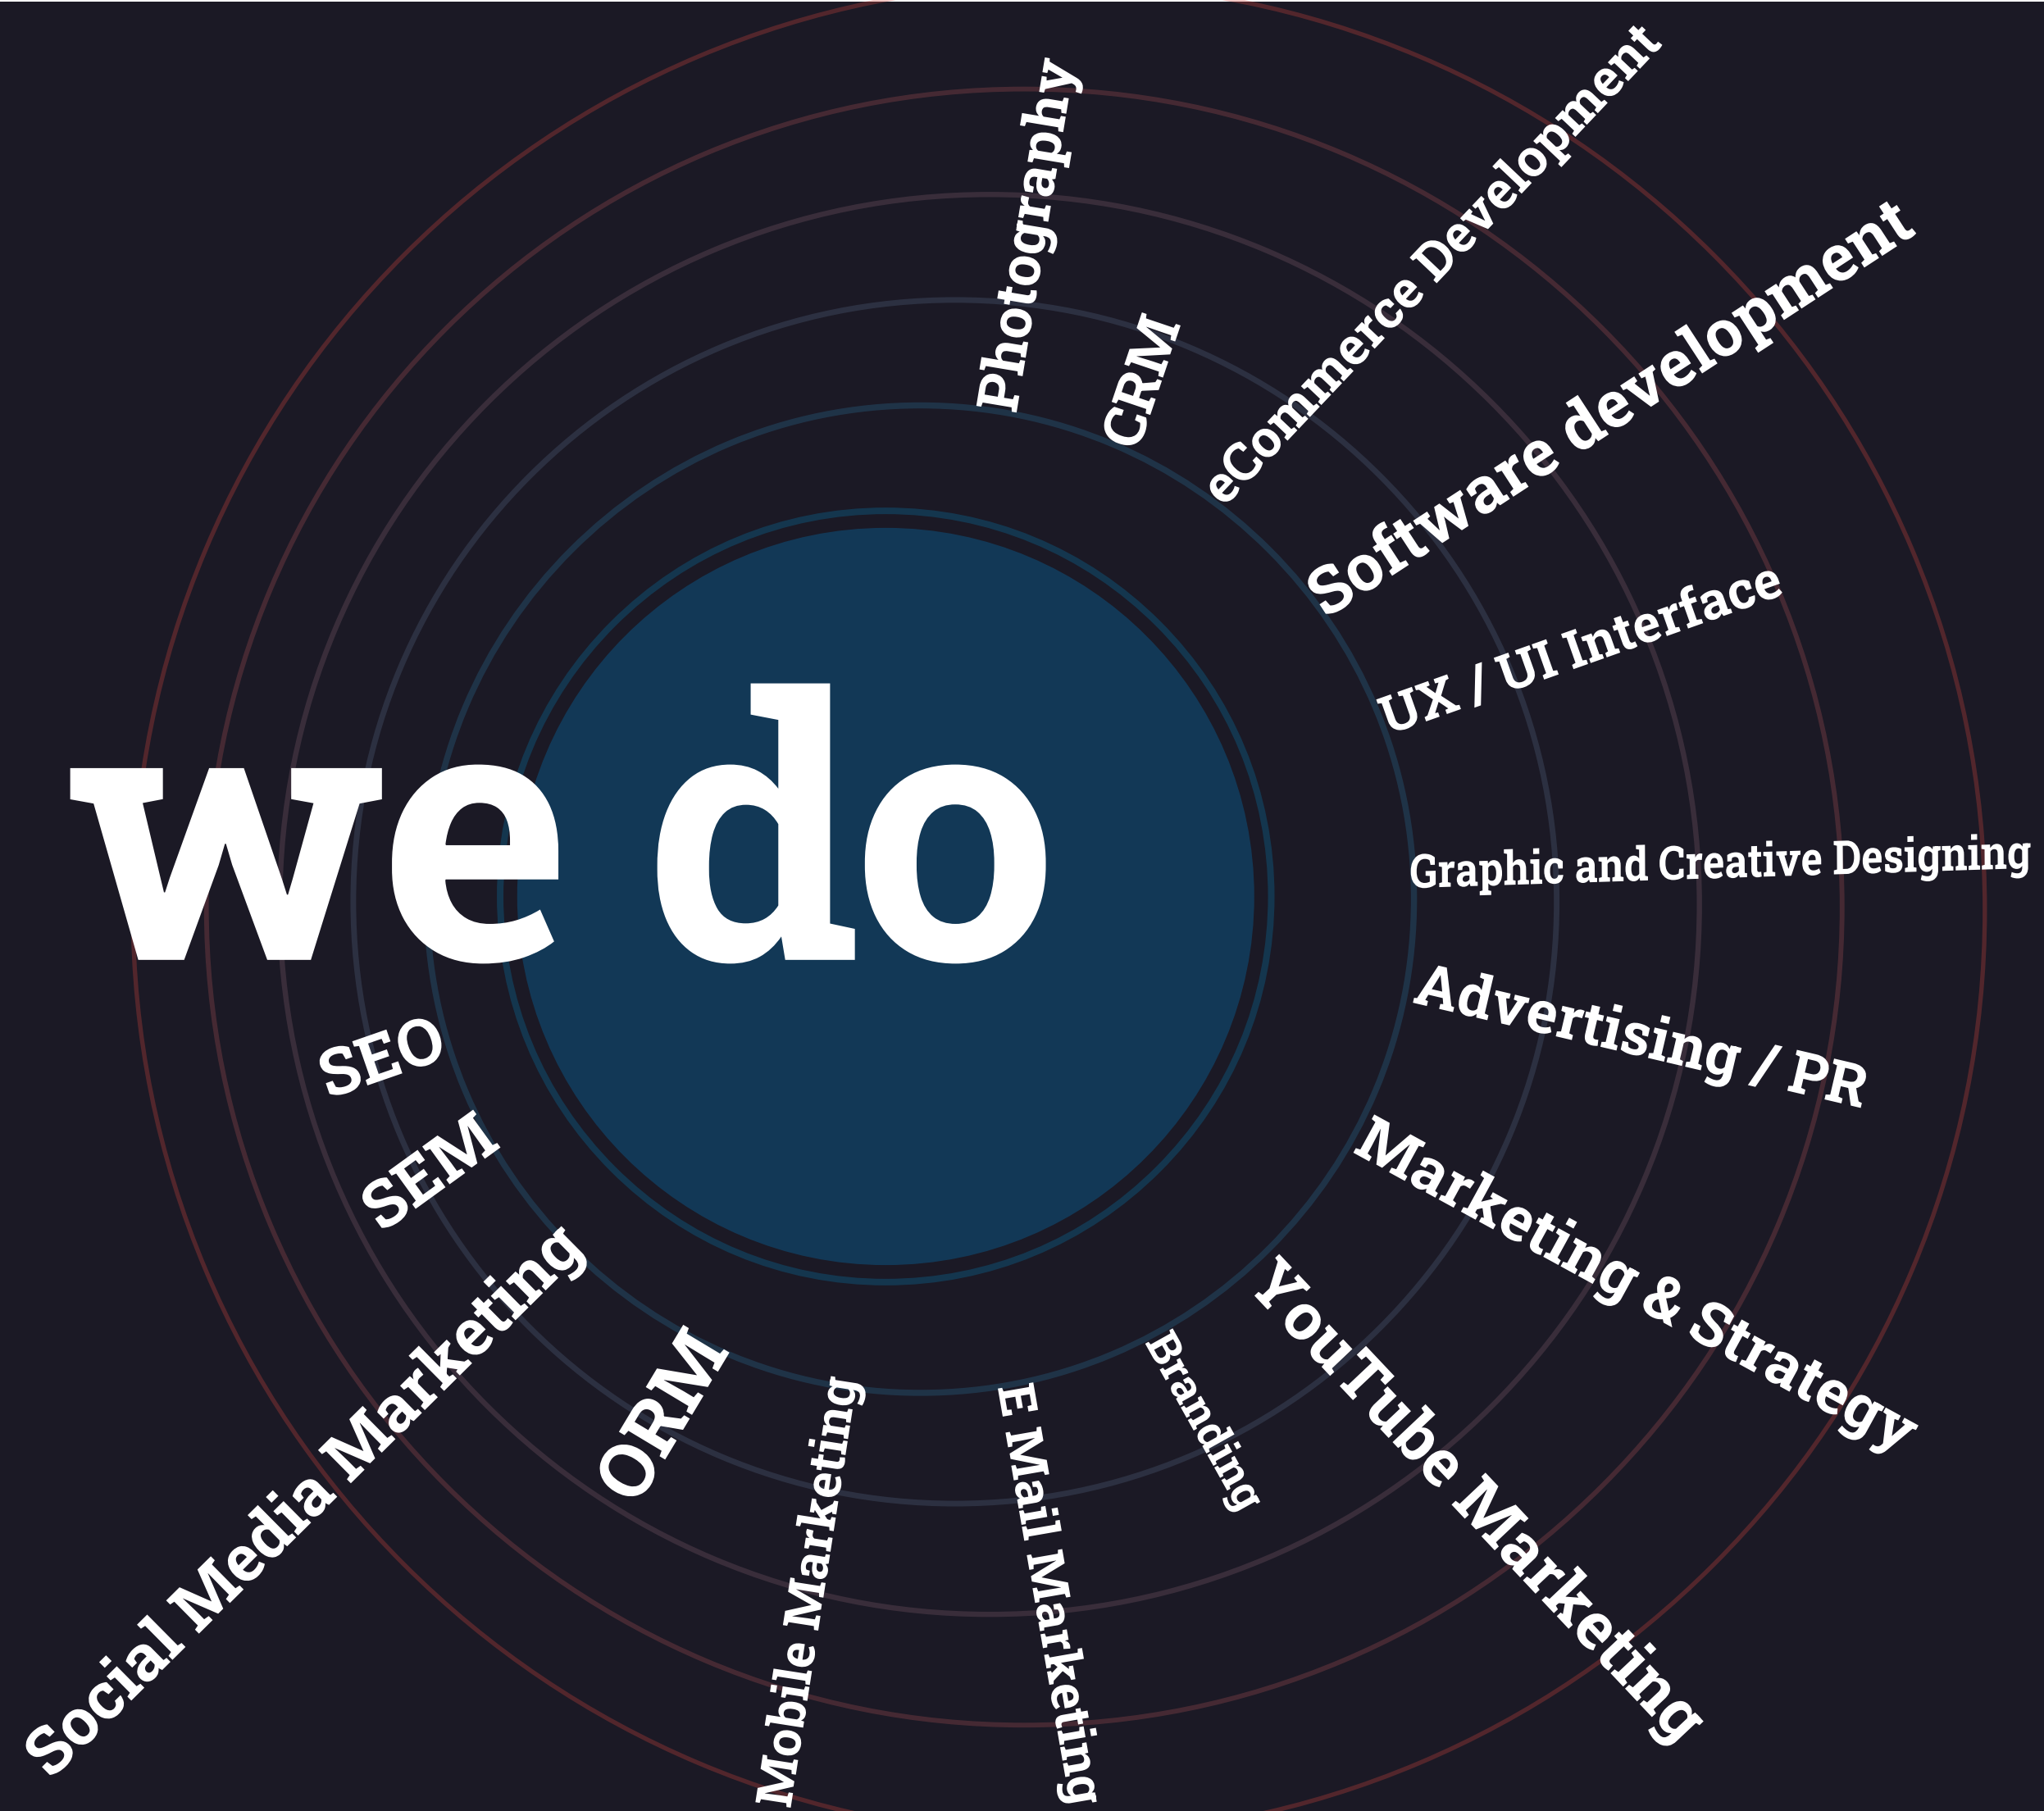 we do
Photography
CRM
eCommerce Development
Software development
UX / UI Interface
Graphic and Creative Designing
Advertising / PR
Marketing & Strategy
YouTube Marketing
Branding
E Mail Marketing
Mobile Marketing
ORM
Social Media Marketing
SEM
SEO